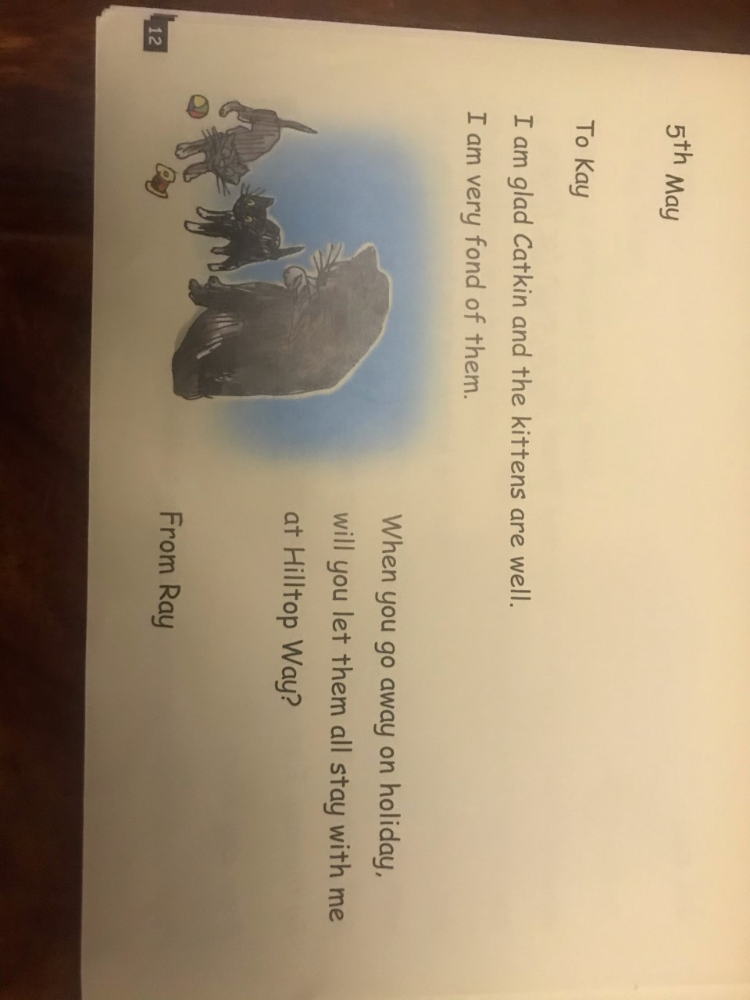 5th May
To Kay
I am glad Catkin and the kittens are well.
I am very fond of them.
When you go away on holiday,
will you let them all stay with me
at Hilltop Way?
From Ray
12